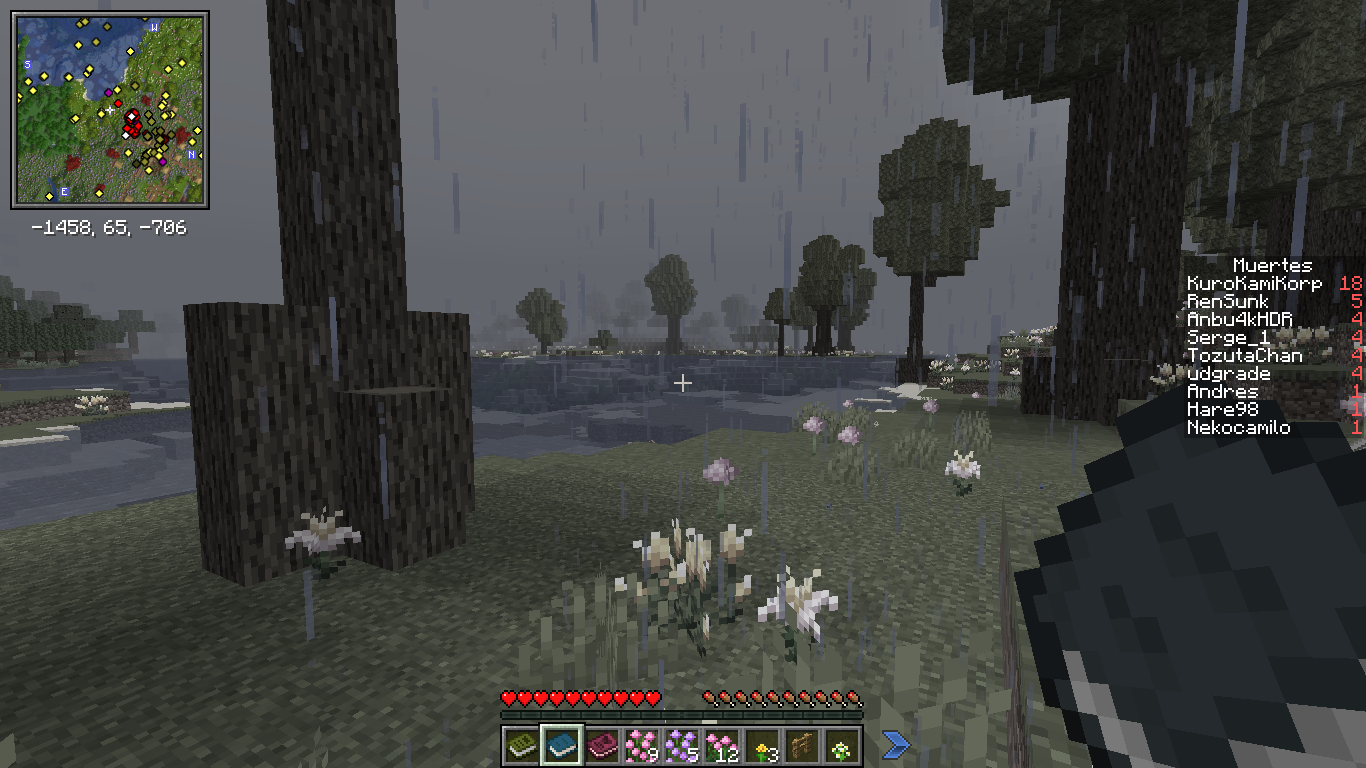 W
S
N
E
-1458, 65, -706
Muertes
KuroKamiKorp 18
RenSunk 5
Anbu4kHDR 4
Serge_1 4
TozutaChan 4
udgrade 4
Andres 1
Hare98 1
Nekocamilo 1
9 5 12 3